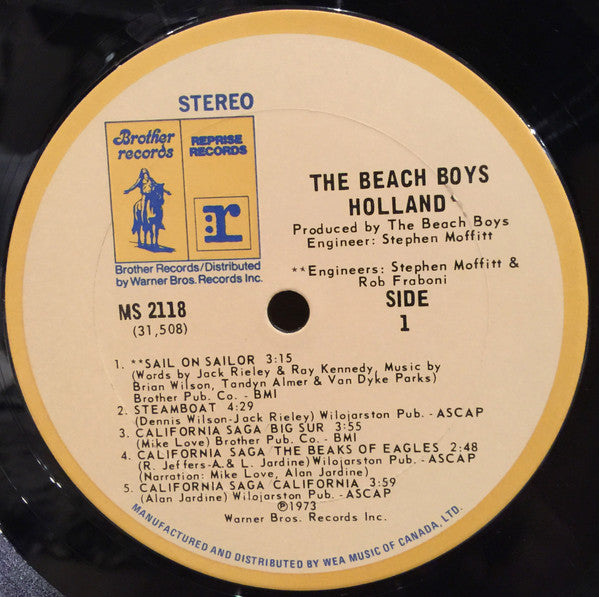 STEREO
Brother
records
REPRISE
RECORDS
r
Brother Records/Distributed
by Warner Bros. Records Inc.
MS 2118
(31,508)
THE BEACH BOYS
HOLLAND
Produced by The Beach Boys
Engineer: Stephen Moffitt
**Engineers: Stephen Moffitt &
Rob Fraboni
SIDE
1
1. **SAIL ON SAILOR 3:15
(Words by Jack Rieley & Ray Kennedy, Music by
Brian Wilson, Tandyn Almer & Van Dyke Parks)
Brother Pub. Co. - BMI
2. STEAMBOAT 4:29
(Dennis Wilson-Jack Rieley) Wilojarston Pub. - ASCAP
3. CALIFORNIA SAGA/BIG SUR 3:55
(Mike Love) Brother Pub. Co. - BMI
4. CALIFORNIA SAGA/THE BEAKS OF EAGLES 2:48
(R. Jeffers-A.& L. Jardine) Wilojarston Pub. -ASCAP
(Narration: Mike Love, Alan Jardine)
5. CALIFORNIA SAGA/CALIFORNIA 3:59
(Alan Jardine) Wilojarston Pub. - ASCAP
Ⓟ1973
Warner Bros. Records Inc.
MANUFACTURED AND DISTRIBUTED BY WEA MUSIC OF CANADA, LTD.